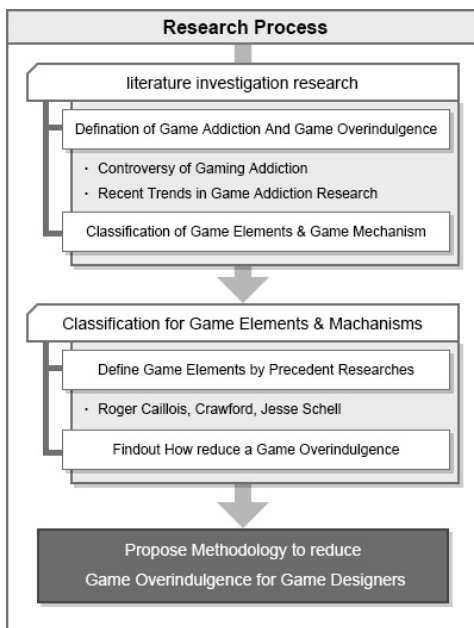 Research Process
literature investigation research
Defination of Game Addiction And Game Overindulgence
· Controversy of Gaming Addiction
· Recent Trends in Game Addiction Research
Classification of Game Elements & Game Mechanism
Classification for Game Elements & Machanisms
Define Game Elements by Precedent Researches
· Roger Caillois, Crawford, Jesse Schell
Findout How reduce a Game Overindulgence
Propose Methodology to reduce
Game Overindulgence for Game Designers